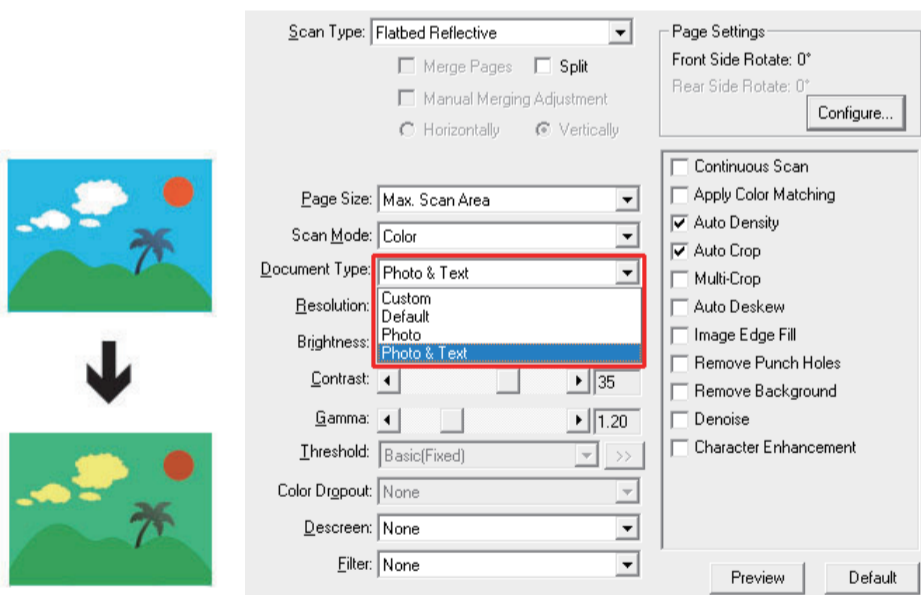 Scan Type: Flatbed Reflective
Merge Pages Split
Manual Merging Adjustment
Horizontally Vertically
Page Size: Max. Scan Area
Scan Mode: Color
Document Type: Photo & Text
Custom
Default
Photo
Photo & Text
Resolution:
Brightness:
Contrast: 35
Gamma: 1.20
Threshold: Basic(Fixed) >>
Color Dropout: None
Descreen: None
Filter: None
Page Settings
Front Side Rotate: 0°
Rear Side Rotate: 0°
Configure...
Continuous Scan
Apply Color Matching
Auto Density
Auto Crop
Multi-Crop
Auto Deskew
Image Edge Fill
Remove Punch Holes
Remove Background
Denoise
Character Enhancement
Preview Default